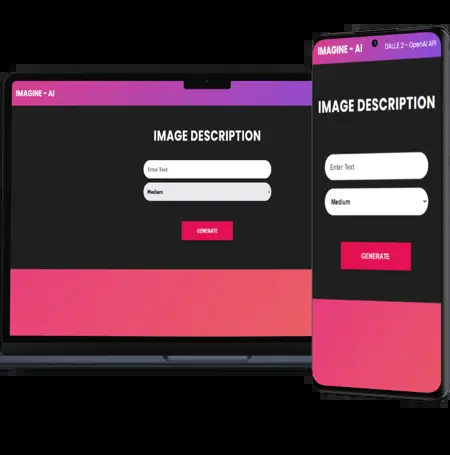 IMAGINE - AI
IMAGE DESCRIPTION
Enter Text
Medium
GENERATE
IMAGINE - AI
DALLE 2 - OpenAI API
IMAGE DESCRIPTION
Enter Text
Medium
GENERATE